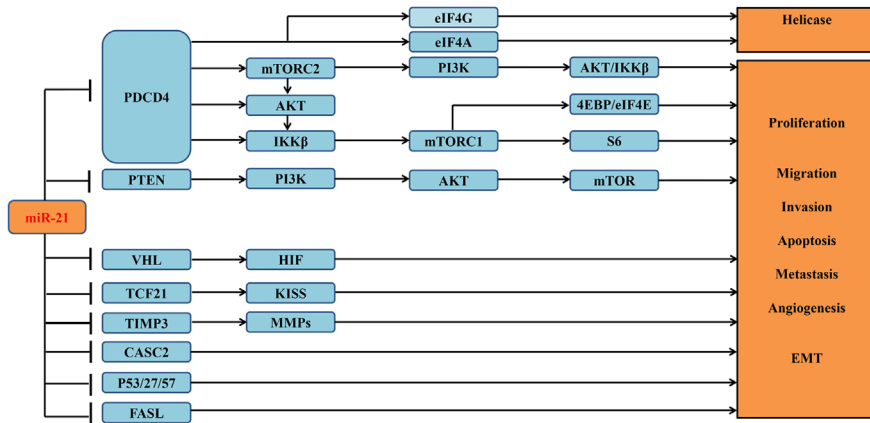 eIF4G
Helicase
eIF4A
mTORC2
PI3K
AKT/IKKβ
PDCD4
AKT
4EBP/eIF4E
IKKβ
mTORC1
S6
Proliferation
PTEN
PI3K
AKT
mTOR
Migration
miR-21
Invasion
Apoptosis
VHL
HIF
Metastasis
TCF21
KISS
Angiogenesis
TIMP3
MMPs
CASC2
EMT
P53/27/57
FASL